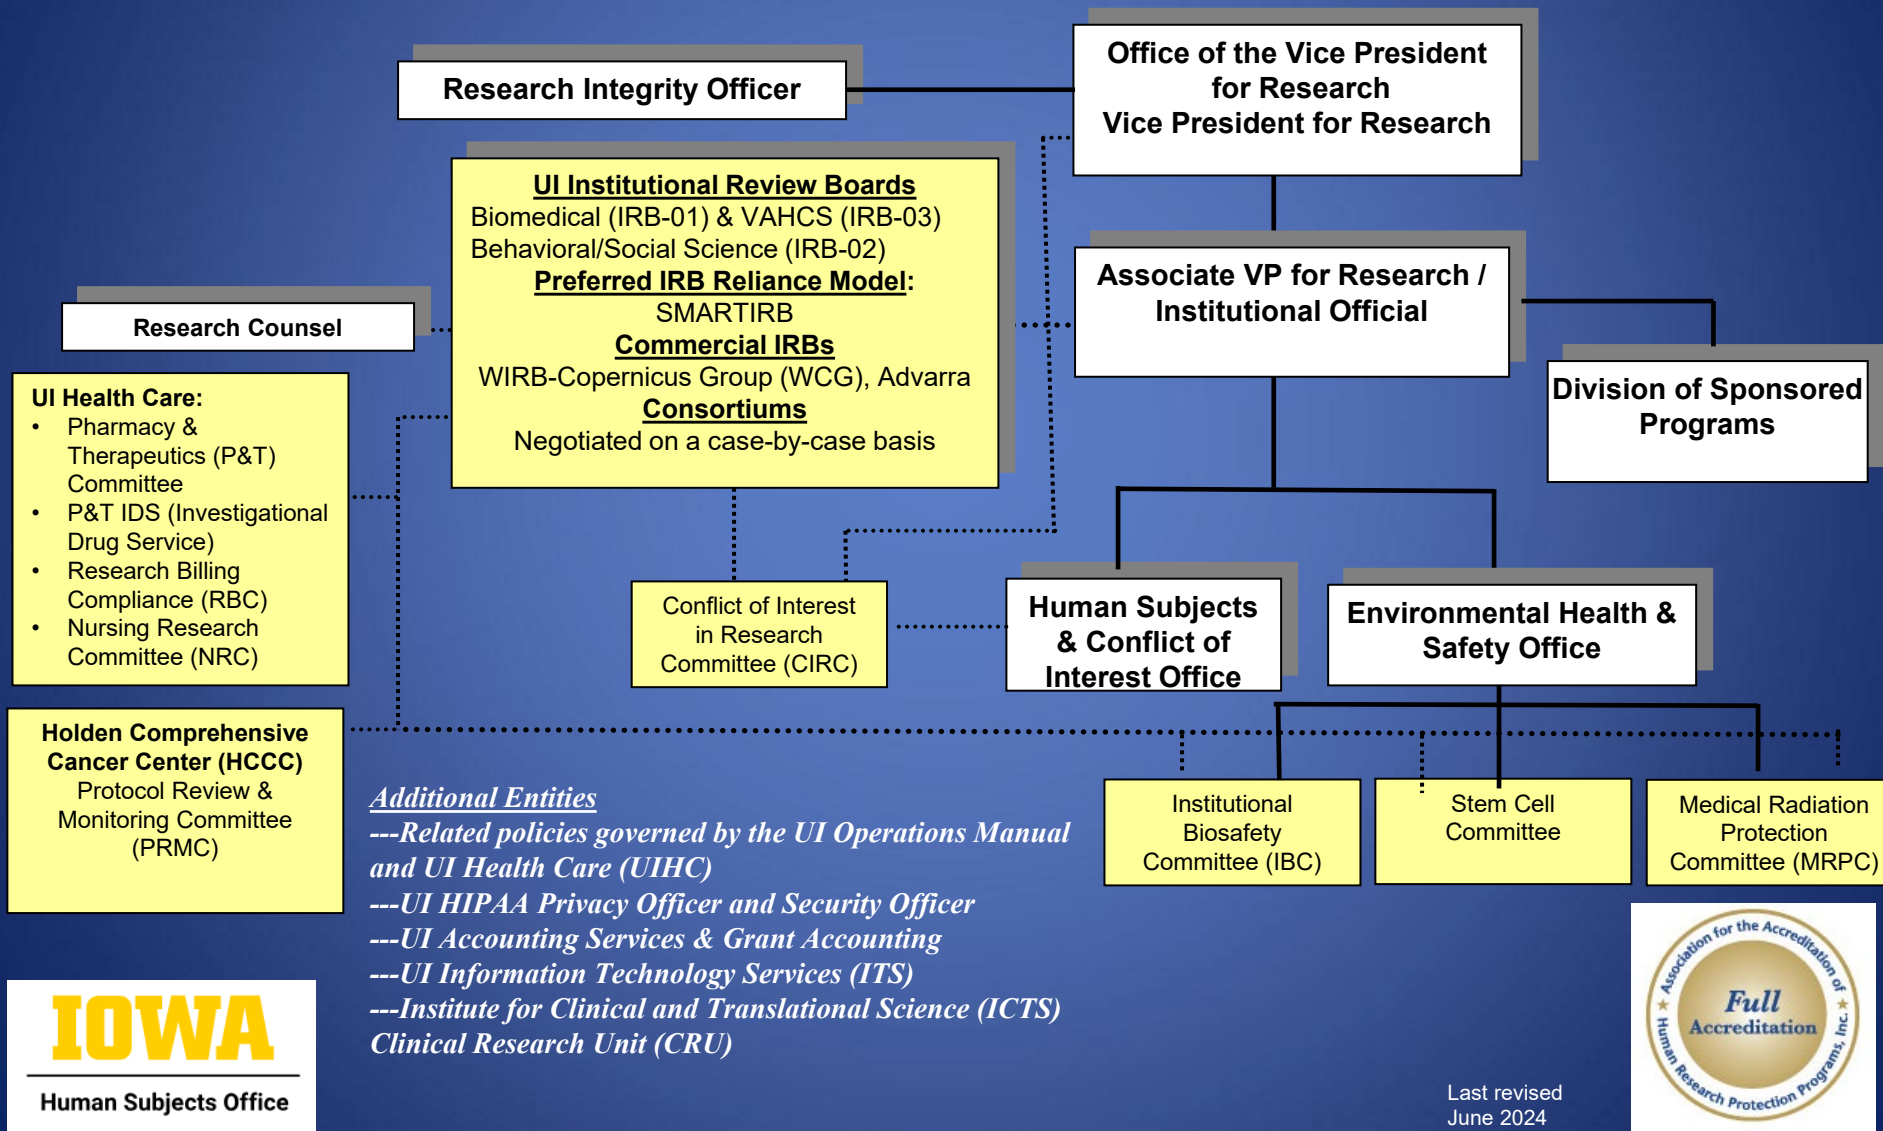 Office of the Vice President
for Research
Vice President for Research
Research Integrity Officer
UI Institutional Review Boards
Biomedical (IRB-01) & VAHCS (IRB-03)
Behavioral/Social Science (IRB-02)
Preferred IRB Reliance Model:
SMARTIRB
Commercial IRBs
WIRB-Copernicus Group (WCG), Advarra
Consortiums
Negotiated on a case-by-case basis
Associate VP for Research /
Institutional Official
Research Counsel
Division of Sponsored
Programs
UI Health Care:
• Pharmacy &
Therapeutics (P&T)
Committee
• P&T IDS (Investigational
Drug Service)
• Research Billing
Compliance (RBC)
• Nursing Research
Committee (NRC)
Conflict of Interest
in Research
Committee (CIRC)
Human Subjects
& Conflict of
Interest Office
Environmental Health &
Safety Office
Holden Comprehensive
Cancer Center (HCCC)
Protocol Review &
Monitoring Committee
(PRMC)
Institutional
Biosafety
Committee (IBC)
Stem Cell
Committee
Medical Radiation
Protection
Committee (MRPC)
Additional Entities
---Related policies governed by the UI Operations Manual
and UI Health Care (UIHC)
---UI HIPAA Privacy Officer and Security Officer
---UI Accounting Services & Grant Accounting
---UI Information Technology Services (ITS)
---Institute for Clinical and Translational Science (ICTS)
Clinical Research Unit (CRU)
IOWA
Human Subjects Office
Last revised
June 2024
Association for the Accreditation of
Human Research Protection Programs, Inc.
Full
Accreditation